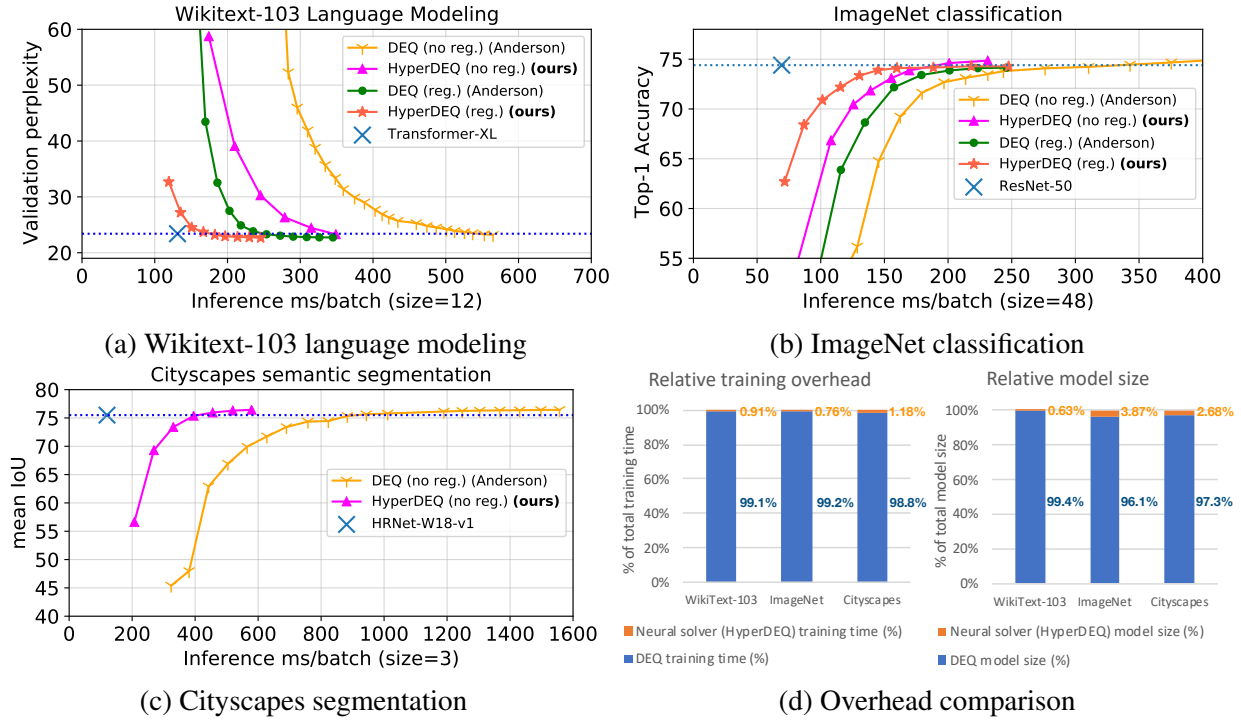 Wikitext-103 Language Modeling
60
50
40
30
20
Validation perplexity
DEQ (no reg.) (Anderson)
HyperDEQ (no reg.) (ours)
DEQ (reg.) (Anderson)
HyperDEQ (reg.) (ours)
Transformer-XL
0 100 200 300 400 500 600 700
Inference ms/batch (size=12)
(a) Wikitext-103 language modeling
ImageNet classification
75
70
65
60
55
Top-1 Accuracy
DEQ (no reg.) (Anderson)
HyperDEQ (no reg.) (ours)
DEQ (reg.) (Anderson)
HyperDEQ (reg.) (ours)
ResNet-50
0 50 100 150 200 250 300 350 400
Inference ms/batch (size=48)
(b) ImageNet classification
Cityscapes semantic segmentation
80
75
70
65
60
55
50
45
40
mean IoU
DEQ (no reg.) (Anderson)
HyperDEQ (no reg.) (ours)
HRNet-W18-v1
0 200 400 600 800 1000 1200 1400 1600
Inference ms/batch (size=3)
(c) Cityscapes segmentation
Relative training overhead
100%
80%
60%
40%
20%
0%
% of total training time
0.91% 0.76% 1.18%
99.1% 99.2% 98.8%
WikiText-103 ImageNet Cityscapes
Neural solver (HyperDEQ) training time (%)
DEQ training time (%)
Relative model size
100%
80%
60%
40%
20%
0%
% of total model size
0.63% 3.87% 2.68%
99.4% 96.1% 97.3%
WikiText-103 ImageNet Cityscapes
Neural solver (HyperDEQ) model size (%)
DEQ model size (%)
(d) Overhead comparison